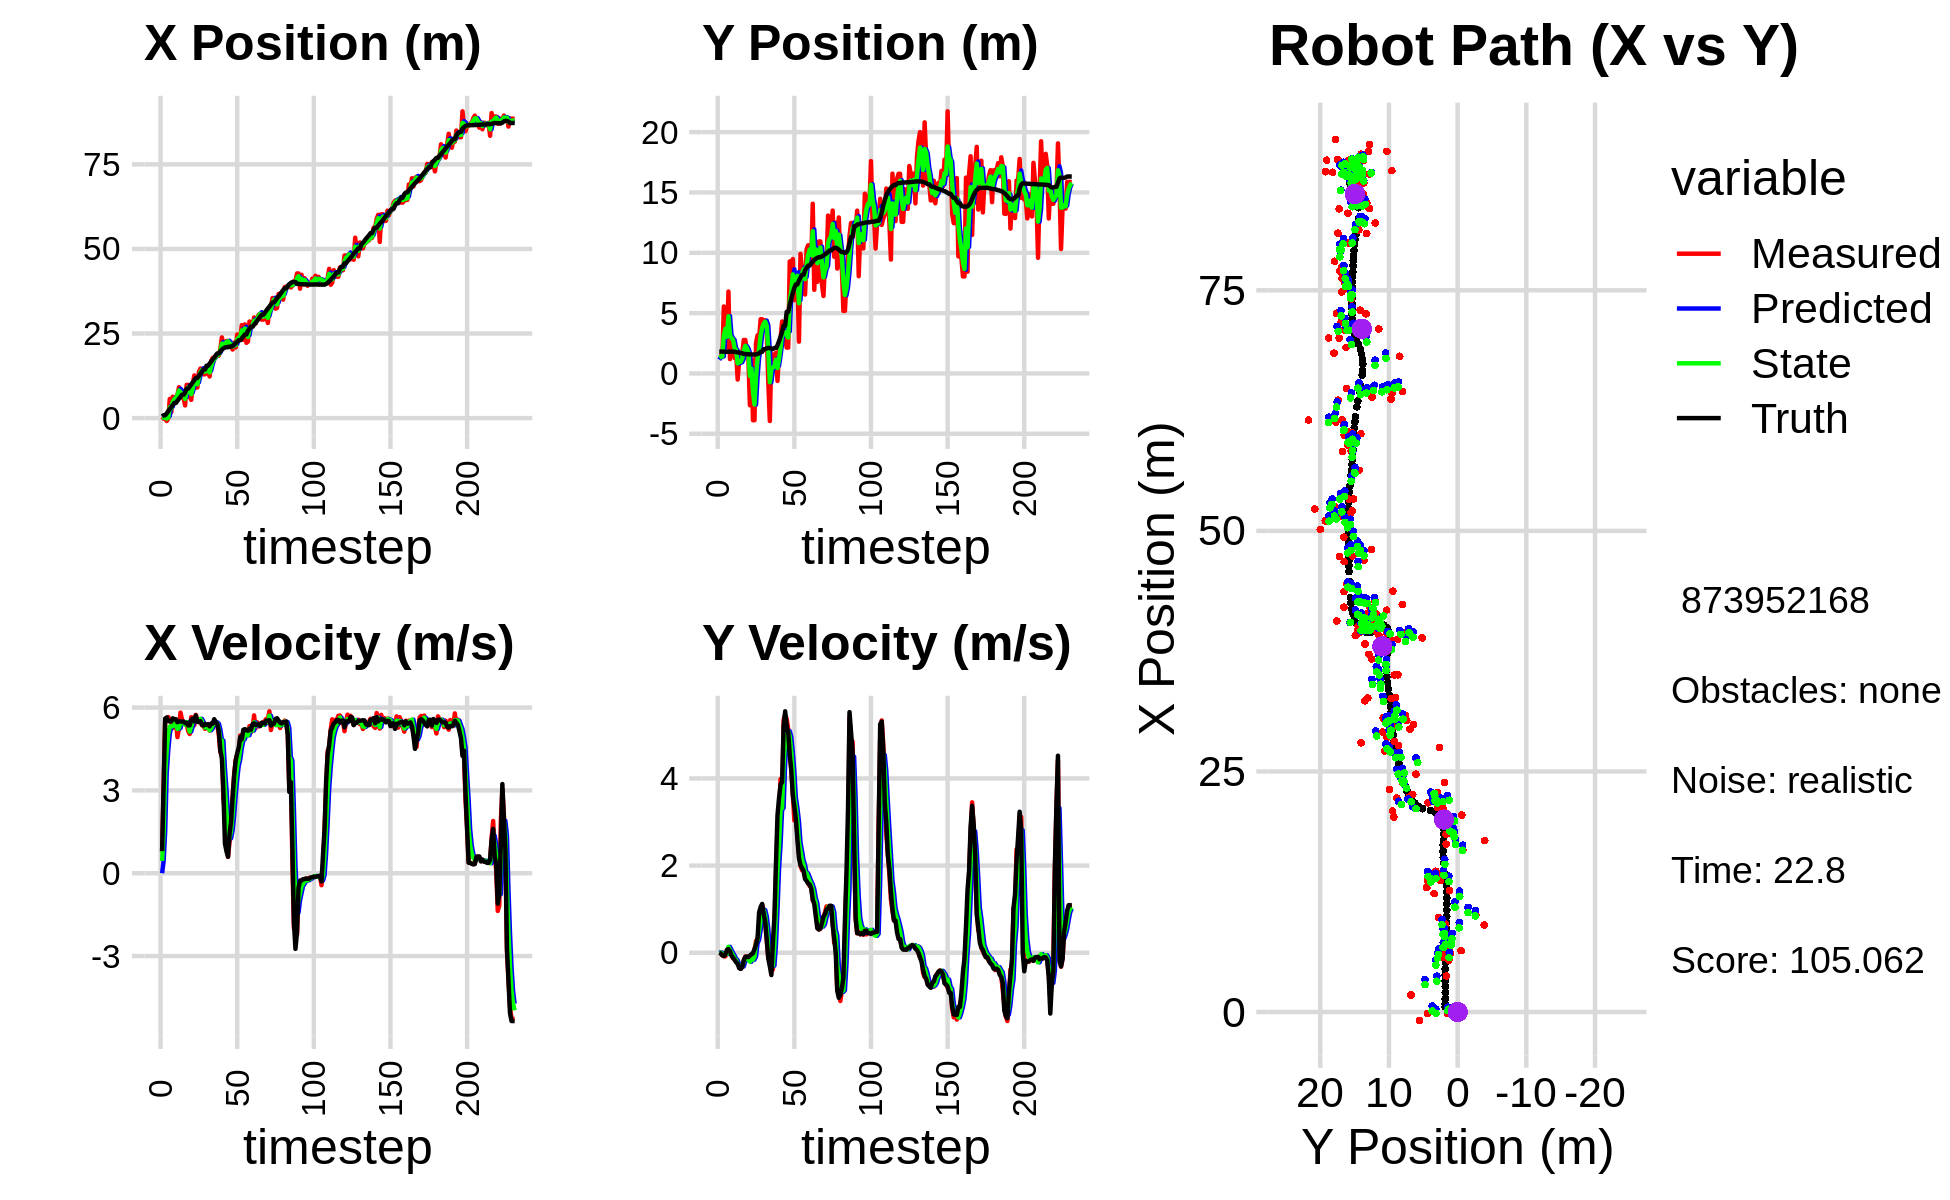 X Position (m)
75
50
25
0
0
50
100
150
200
timestep
Y Position (m)
20
15
10
5
0
-5
0
50
100
150
200
timestep
X Velocity (m/s)
6
3
0
-3
0
50
100
150
200
timestep
Y Velocity (m/s)
4
2
0
0
50
100
150
200
timestep
Robot Path (X vs Y)
X Position (m)
75
50
25
0
20
10
0
-10
-20
Y Position (m)
variable
Measured
Predicted
State
Truth
873952168
Obstacles: none
Noise: realistic
Time: 22.8
Score: 105.062